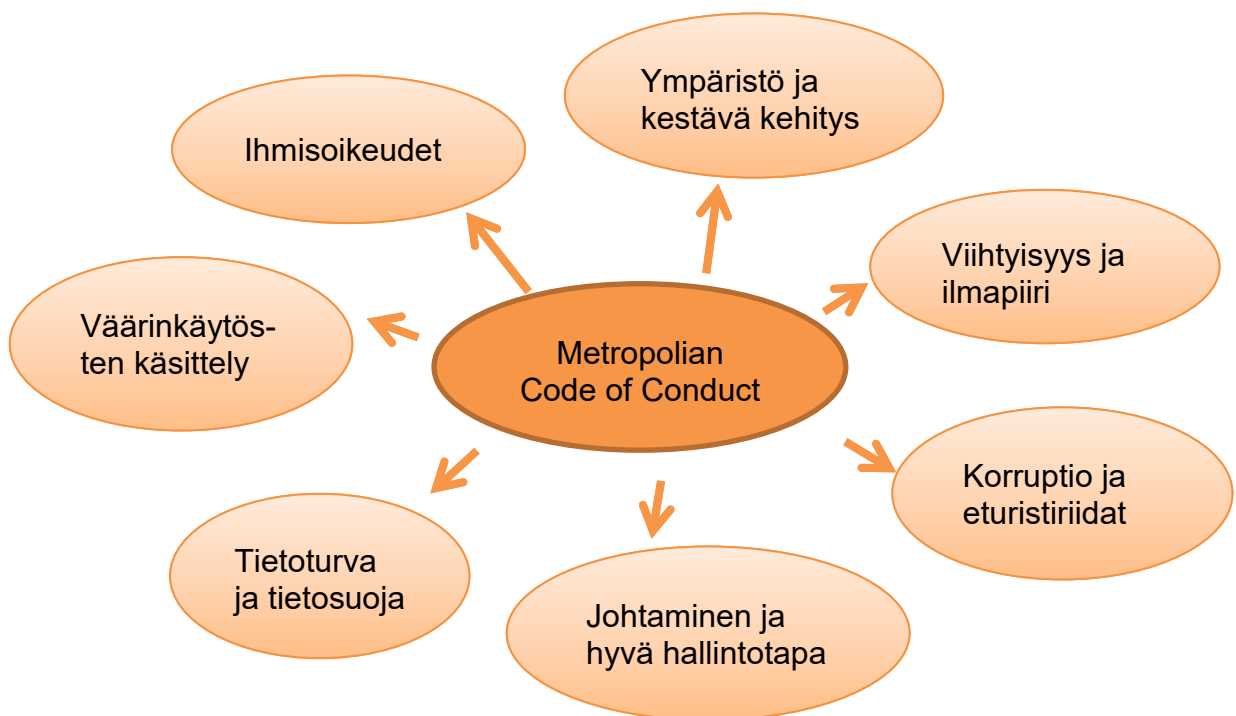 Ympäristö ja
kestävä kehitys
Ihmisoikeudet
Viihtyisyys ja
ilmapiiri
Väärinkäytös-
ten käsittely
Metropolian
Code of Conduct
Korruptio ja
eturistiriidat
Tietoturva
ja tietosuoja
Johtaminen ja
hyvä hallintotapa